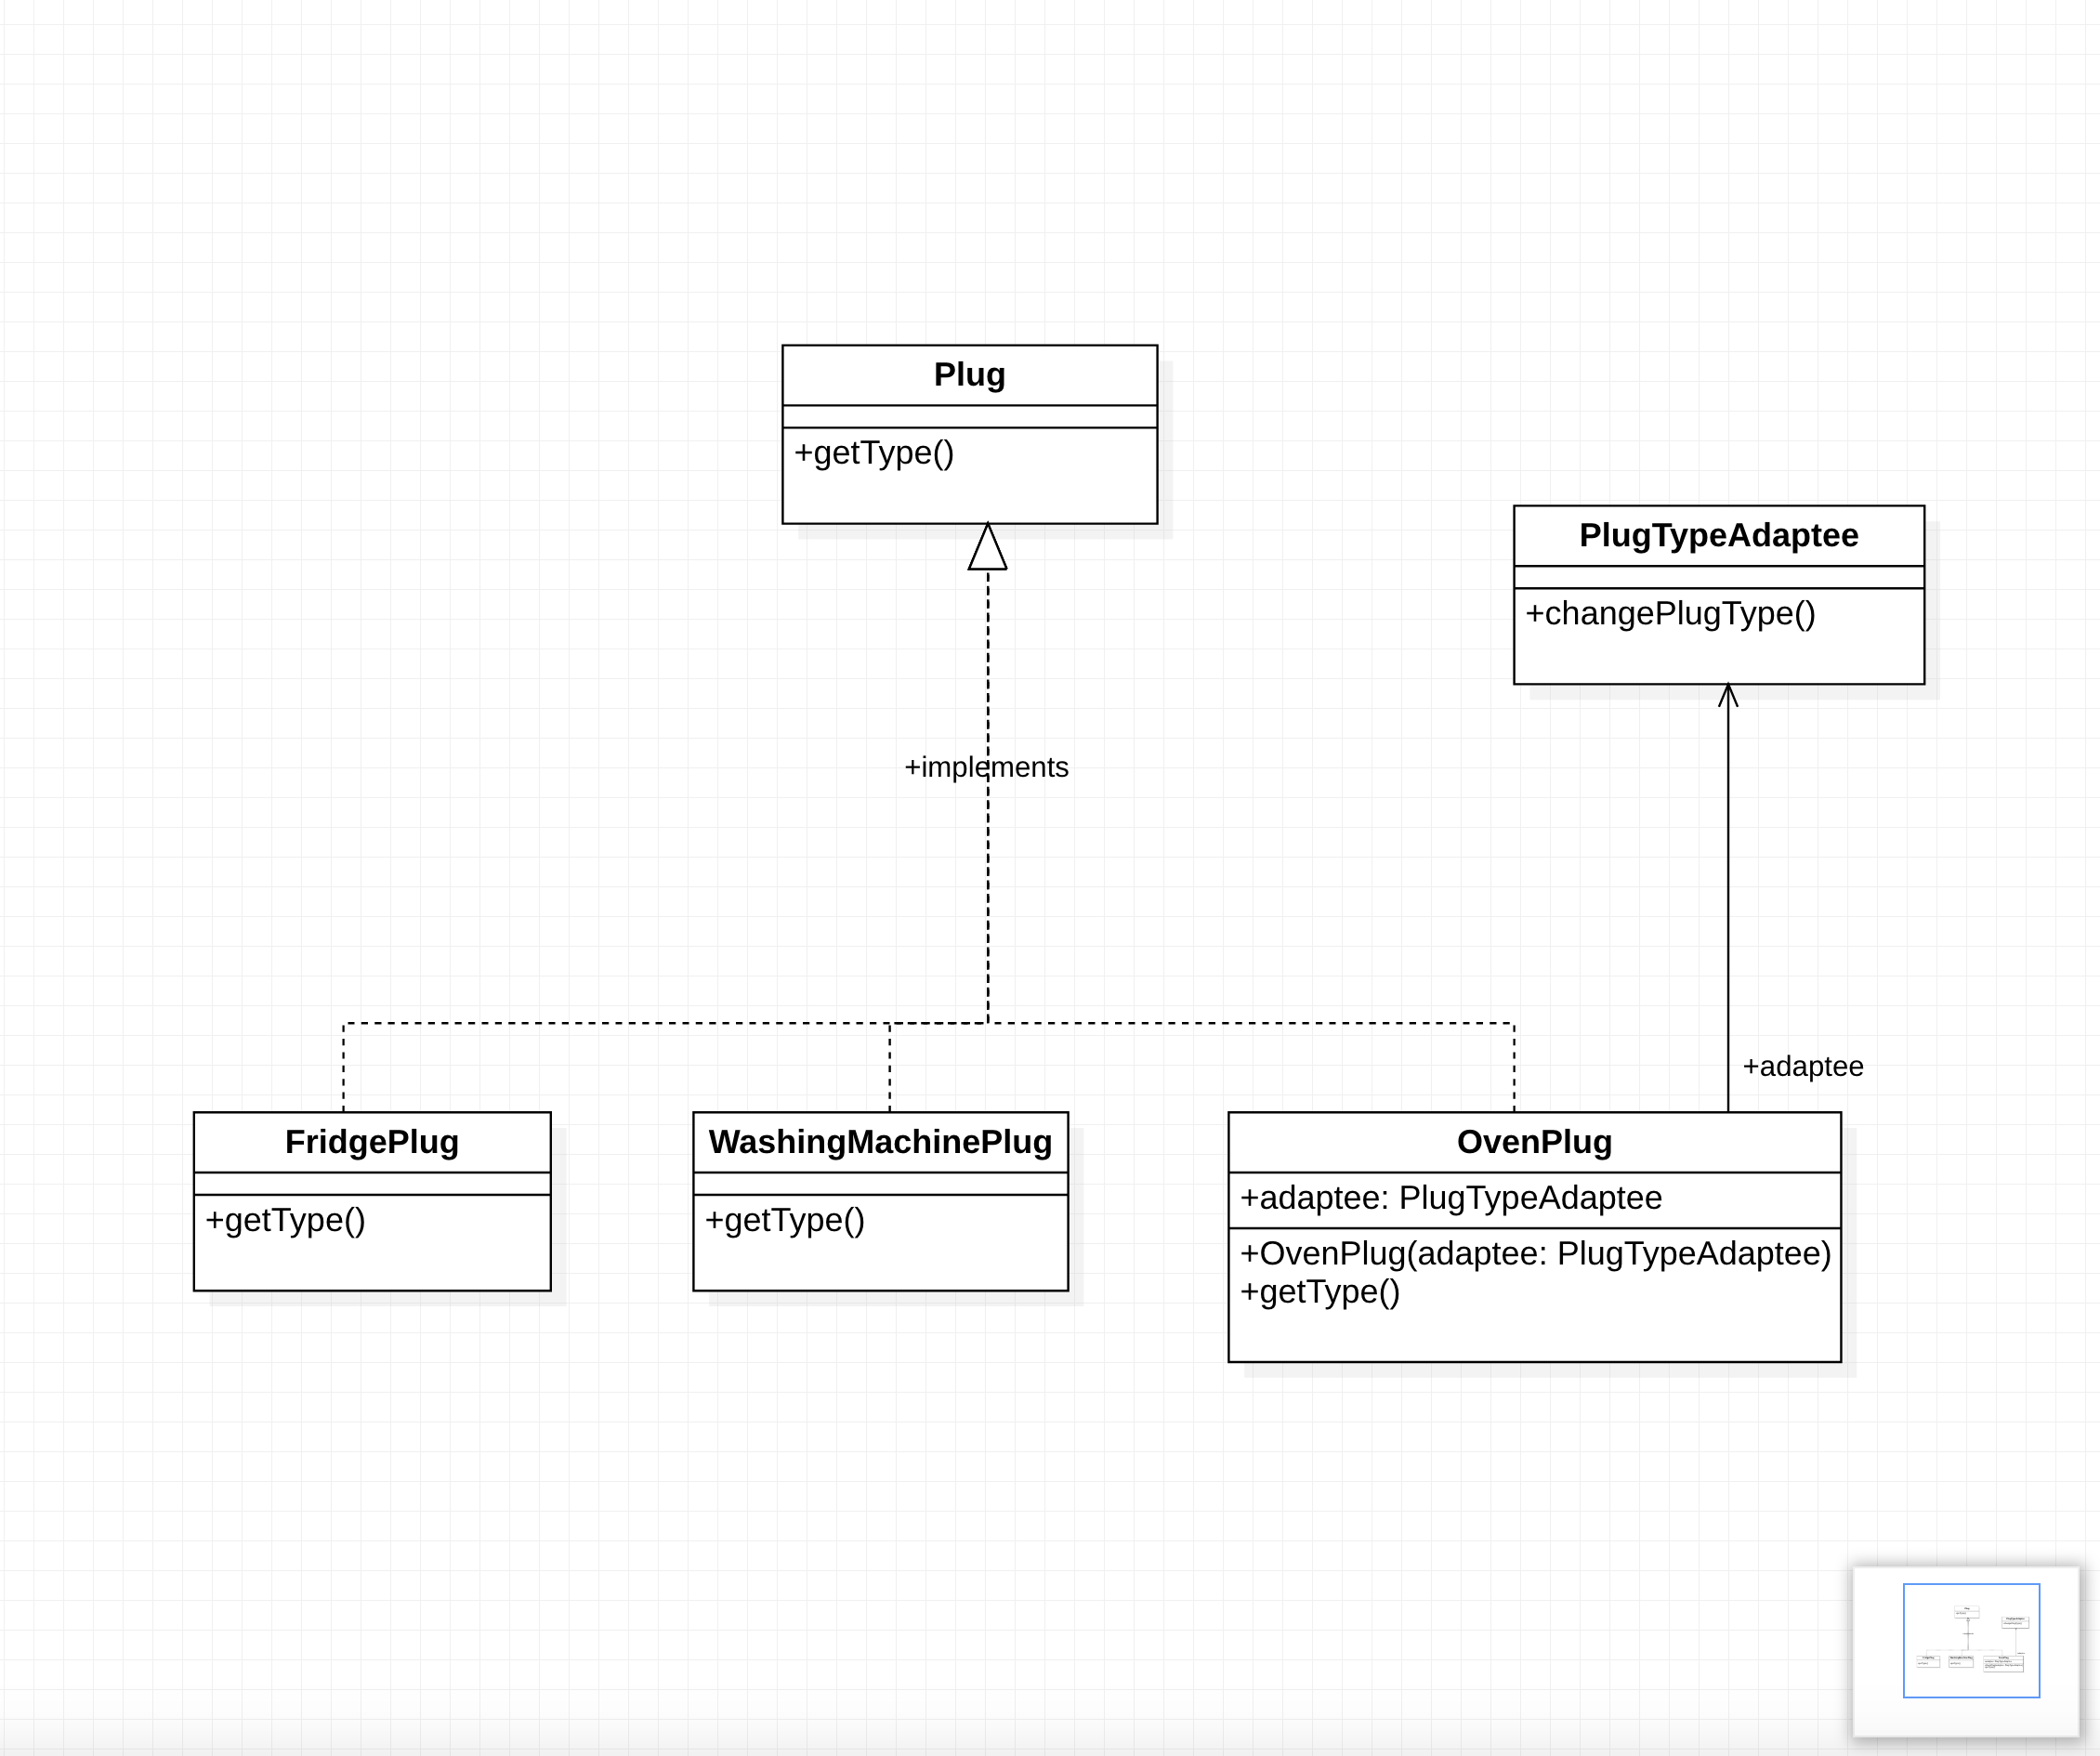 Plug
+getType()
PlugTypeAdaptee
+changePlugType()
+implements
+adaptee
FridgePlug
+getType()
WashingMachinePlug
+getType()
OvenPlug
+adaptee: PlugTypeAdaptee
+OvenPlug(adaptee: PlugTypeAdaptee)
+getType()